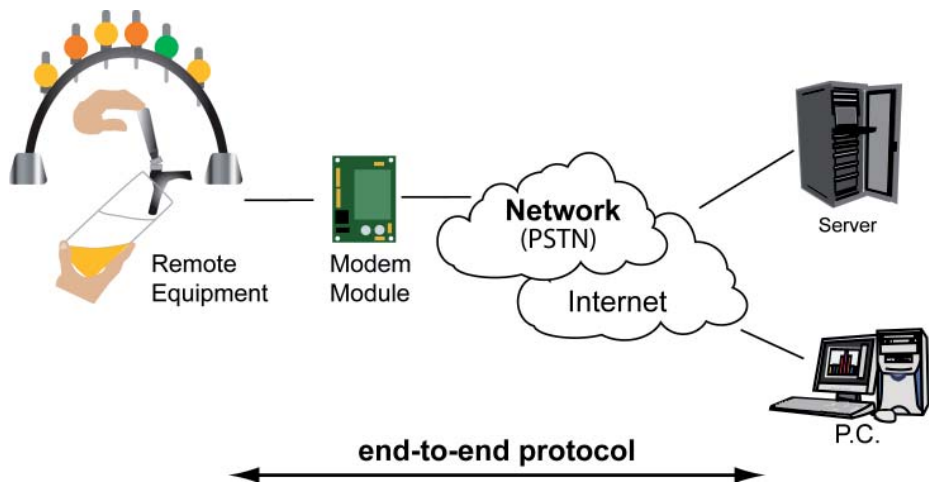 Remote
Equipment
Modem
Module
Network
(PSTN)
Internet
Server
P.C.
end-to-end protocol